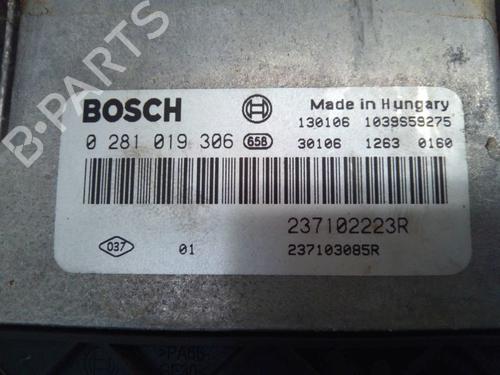 B-PARTS
BOSCH
Made in Hungary
130106 1039S59275
0 281 019 306 658
30106 1263 0160
237102223R
037 01 237103085R
>PA66